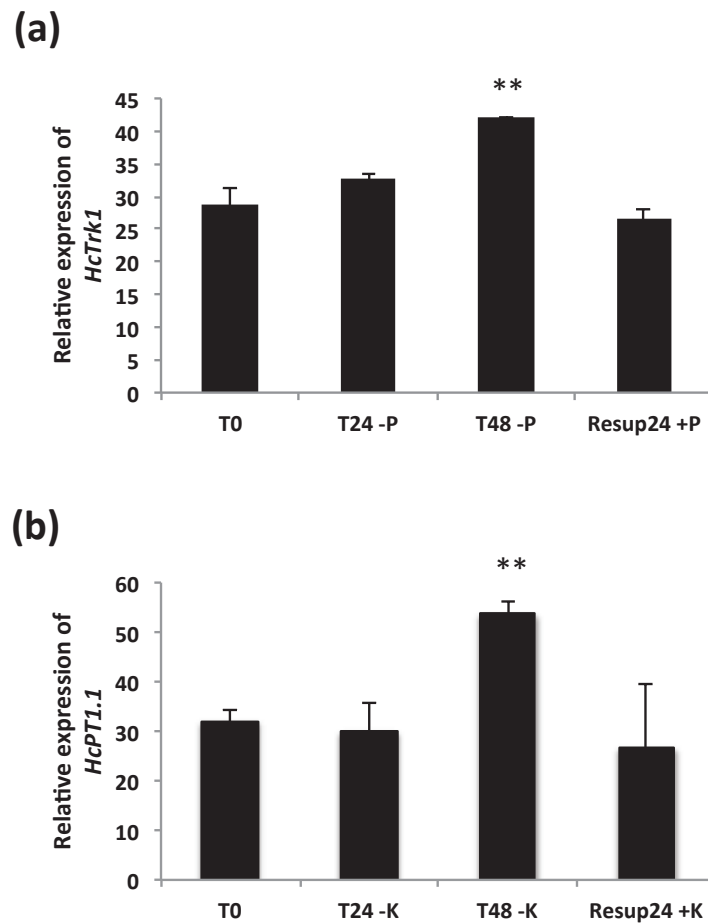 (a)
Relative expression of
HcTrk1
45
40
35
30
25
20
15
10
5
0
**
T0 T24 -P T48 -P Resup24 +P
(b)
Relative expression of
HcPT1.1
60
50
40
30
20
10
0
**
T0 T24 -K T48 -K Resup24 +K